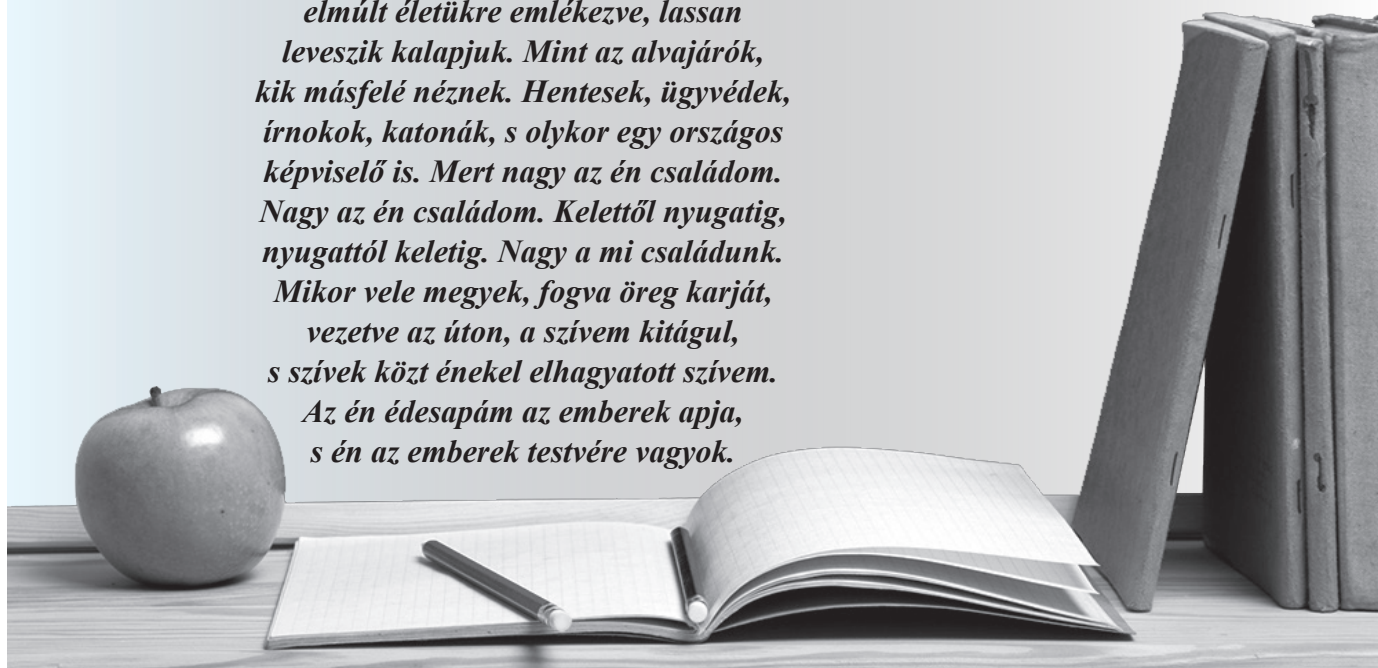 elmúlt életükre emlékezve, lassan
leveszik kalapjuk. Mint az alvajárók,
kik másfelé néznek. Hentesek, ügyvédek,
írnokok, katonák, s olykor egy országos
képviselő is. Mert nagy az én családom.
Nagy az én családom. Kelettől nyugatig,
nyugattól keletig. Nagy a mi családunk.
Mikor vele megyek, fogva öreg karját,
vezetve az úton, a szívem kitágul,
s szívek közt énekel elhagyatott szívem.
Az én édesapám az emberek apja,
s én az emberek testvére vagyok.